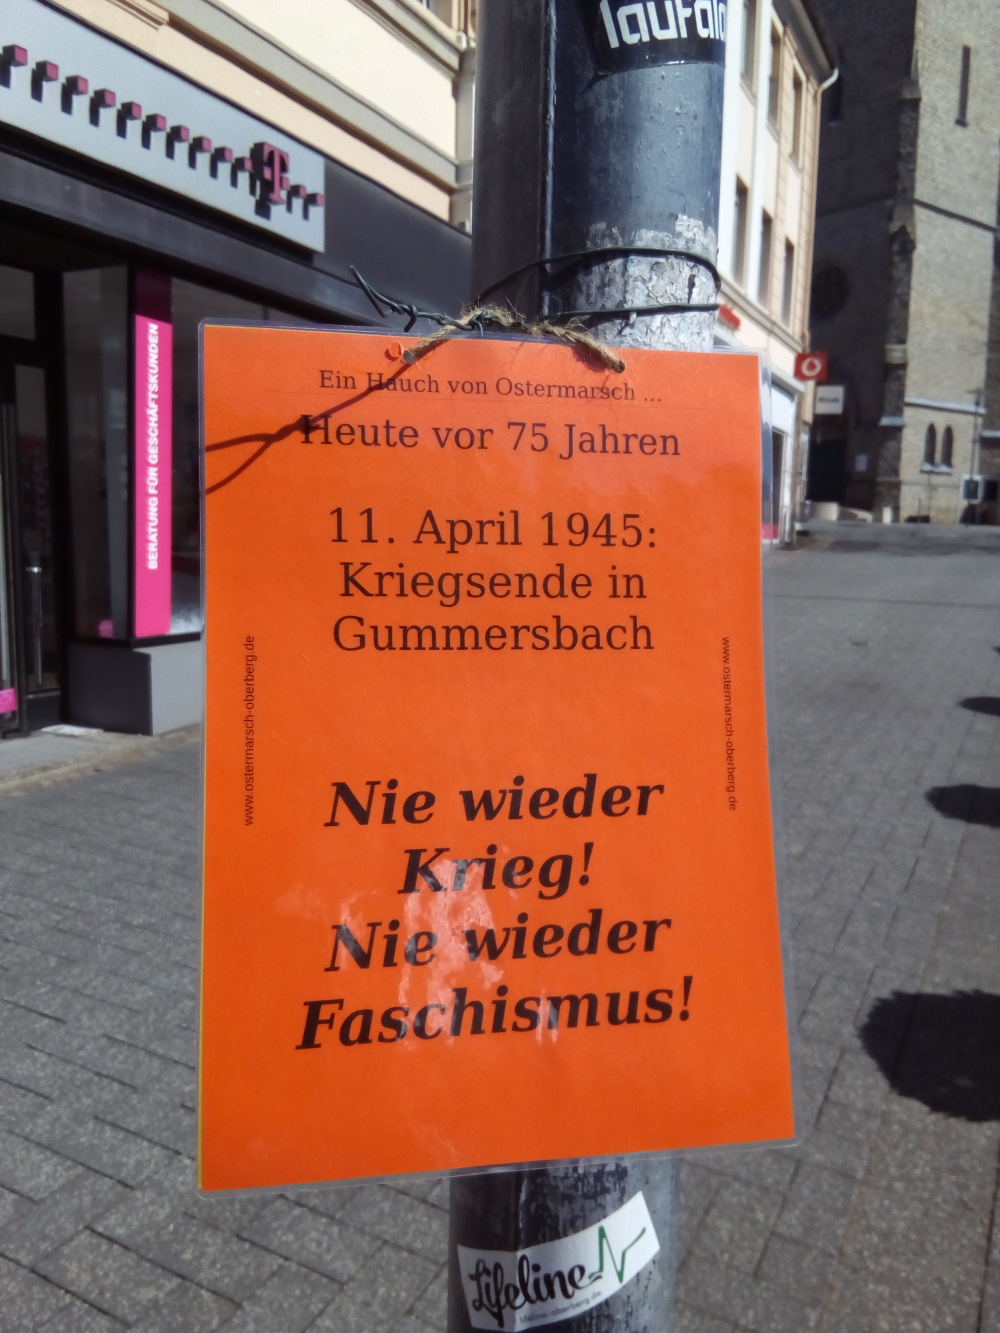 laufald
T
BERATUNG FÜR GESCHÄFTSKUNDEN
Ein Hauch von Ostermarsch ...
Heute vor 75 Jahren
11. April 1945:
Kriegsende in
Gummersbach
www.ostermarsch-oberberg.de
www.ostermarsch-oberberg.de
Nie wieder
Krieg!
Nie wieder
Faschismus!
Lifeline